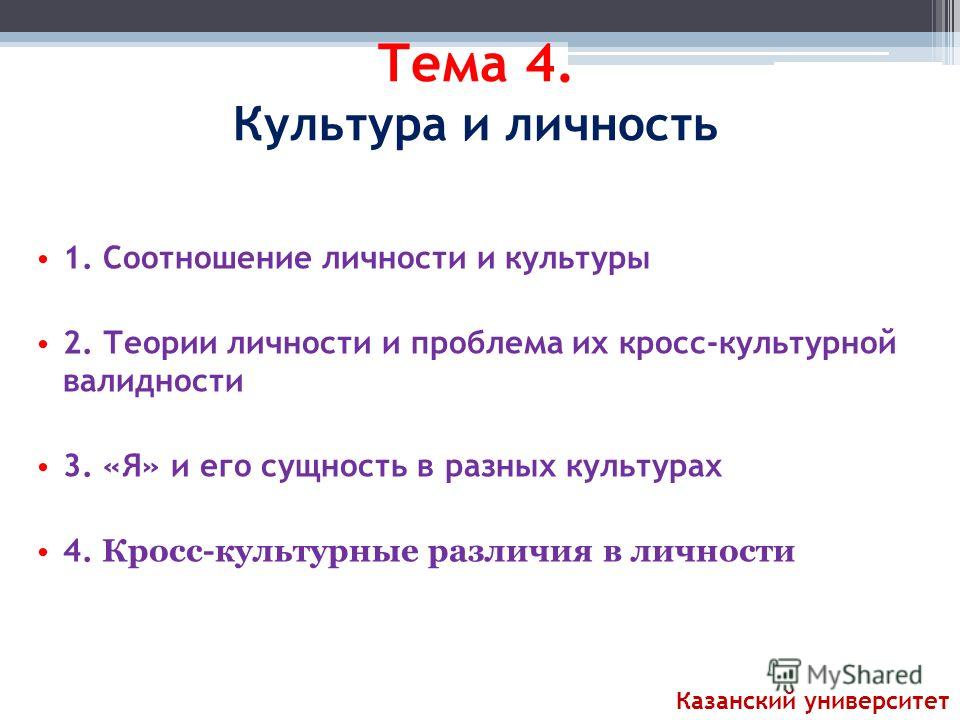 Тема 4.
Культура и личность
• 1. Соотношение личности и культуры
• 2. Теории личности и проблема их кросс-культурной
валидности
• 3. «Я» и его сущность в разных культурах
• 4. Кросс-культурные различия в личности
MyShared
Казанский университет